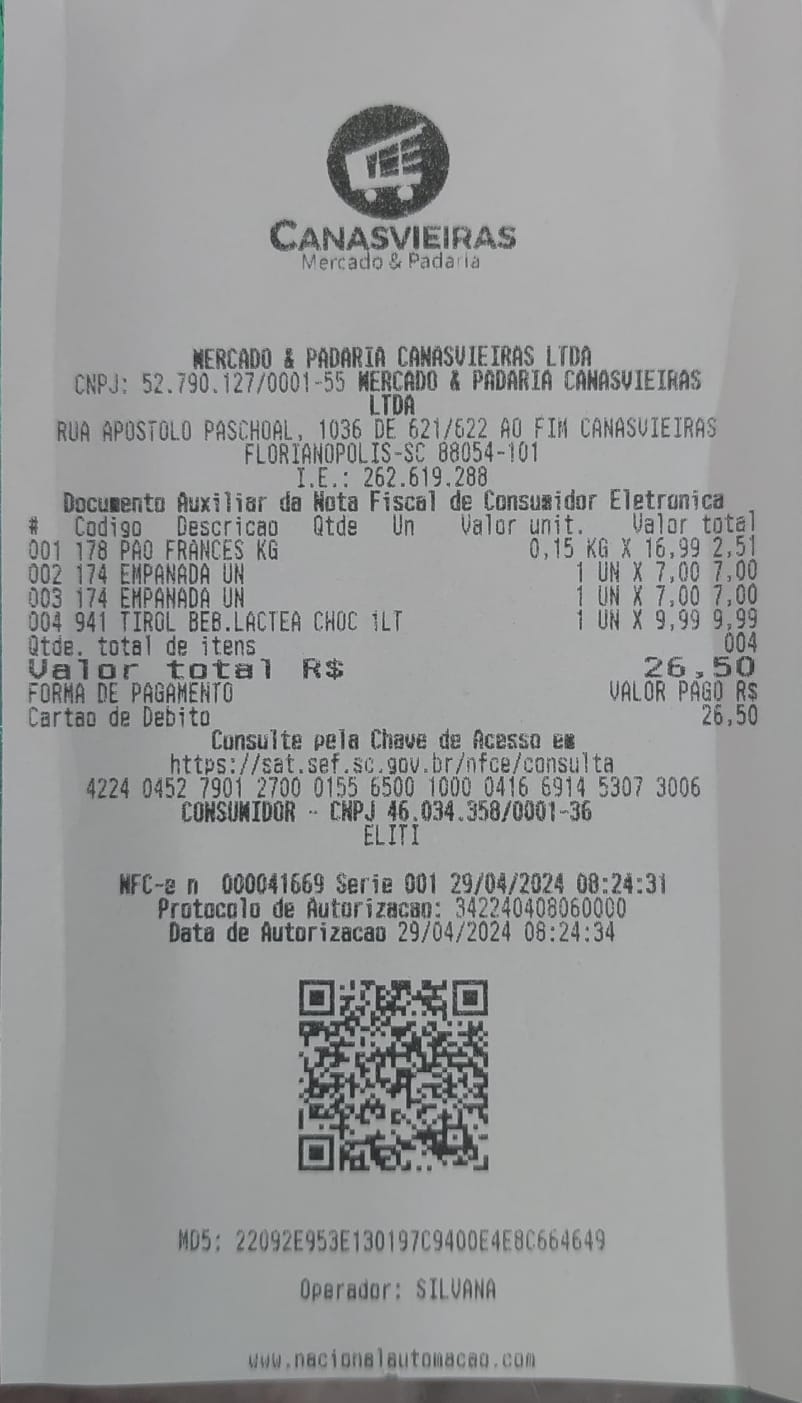 CANASVIEIRAS
Mercado & Padaria
MERCADO & PADARIA CANASVIEIRAS LTDA
CNPJ: 52.790.127/0001-55 MERCADO & PADARIA CANASVIEIRAS
LTDA
RUA APOSTOLO PASCHOAL, 1036 DE 621/622 AO FIM CANASVIEIRAS
FLORIANOPOLIS-SC 88054-101
I.E.: 262.619.288
Documento Auxiliar da Nota Fiscal de Consumidor Eletronica
# Codigo Descricao Qtde Un Valor unit. Valor total
001 178 PAO FRANCES KG 0,15 KG X 16,99 2,51
002 174 EMPANADA UN 1 UN X 7,00 7,00
003 174 EMPANADA UN 1 UN X 7,00 7,00
004 941 TIROL BEB.LACTEA CHOC 1LT 1 UN X 9,99 9,99
Qtde. total de itens 004
Valor total R$ 26,50
FORMA DE PAGAMENTO VALOR PAGO R$
Cartao de Debito 26,50
Consulte pela Chave de Acesso em
https://sat.sef.sc.gov.br/nfce/consulta
4224 0452 7901 2700 0155 6500 1000 0416 6914 5307 3006
CONSUMIDOR - CNPJ 46.034.358/0001-36
ELITI
NFC-e n 000041669 Serie 001 29/04/2024 08:24:31
Protocolo de Autorizacao: 342240408060000
Data de Autorizacao 29/04/2024 08:24:34
MD5: 22092E953E130197C9400E4E8C664649
Operador: SILVANA
www.nacionalautomacao.com